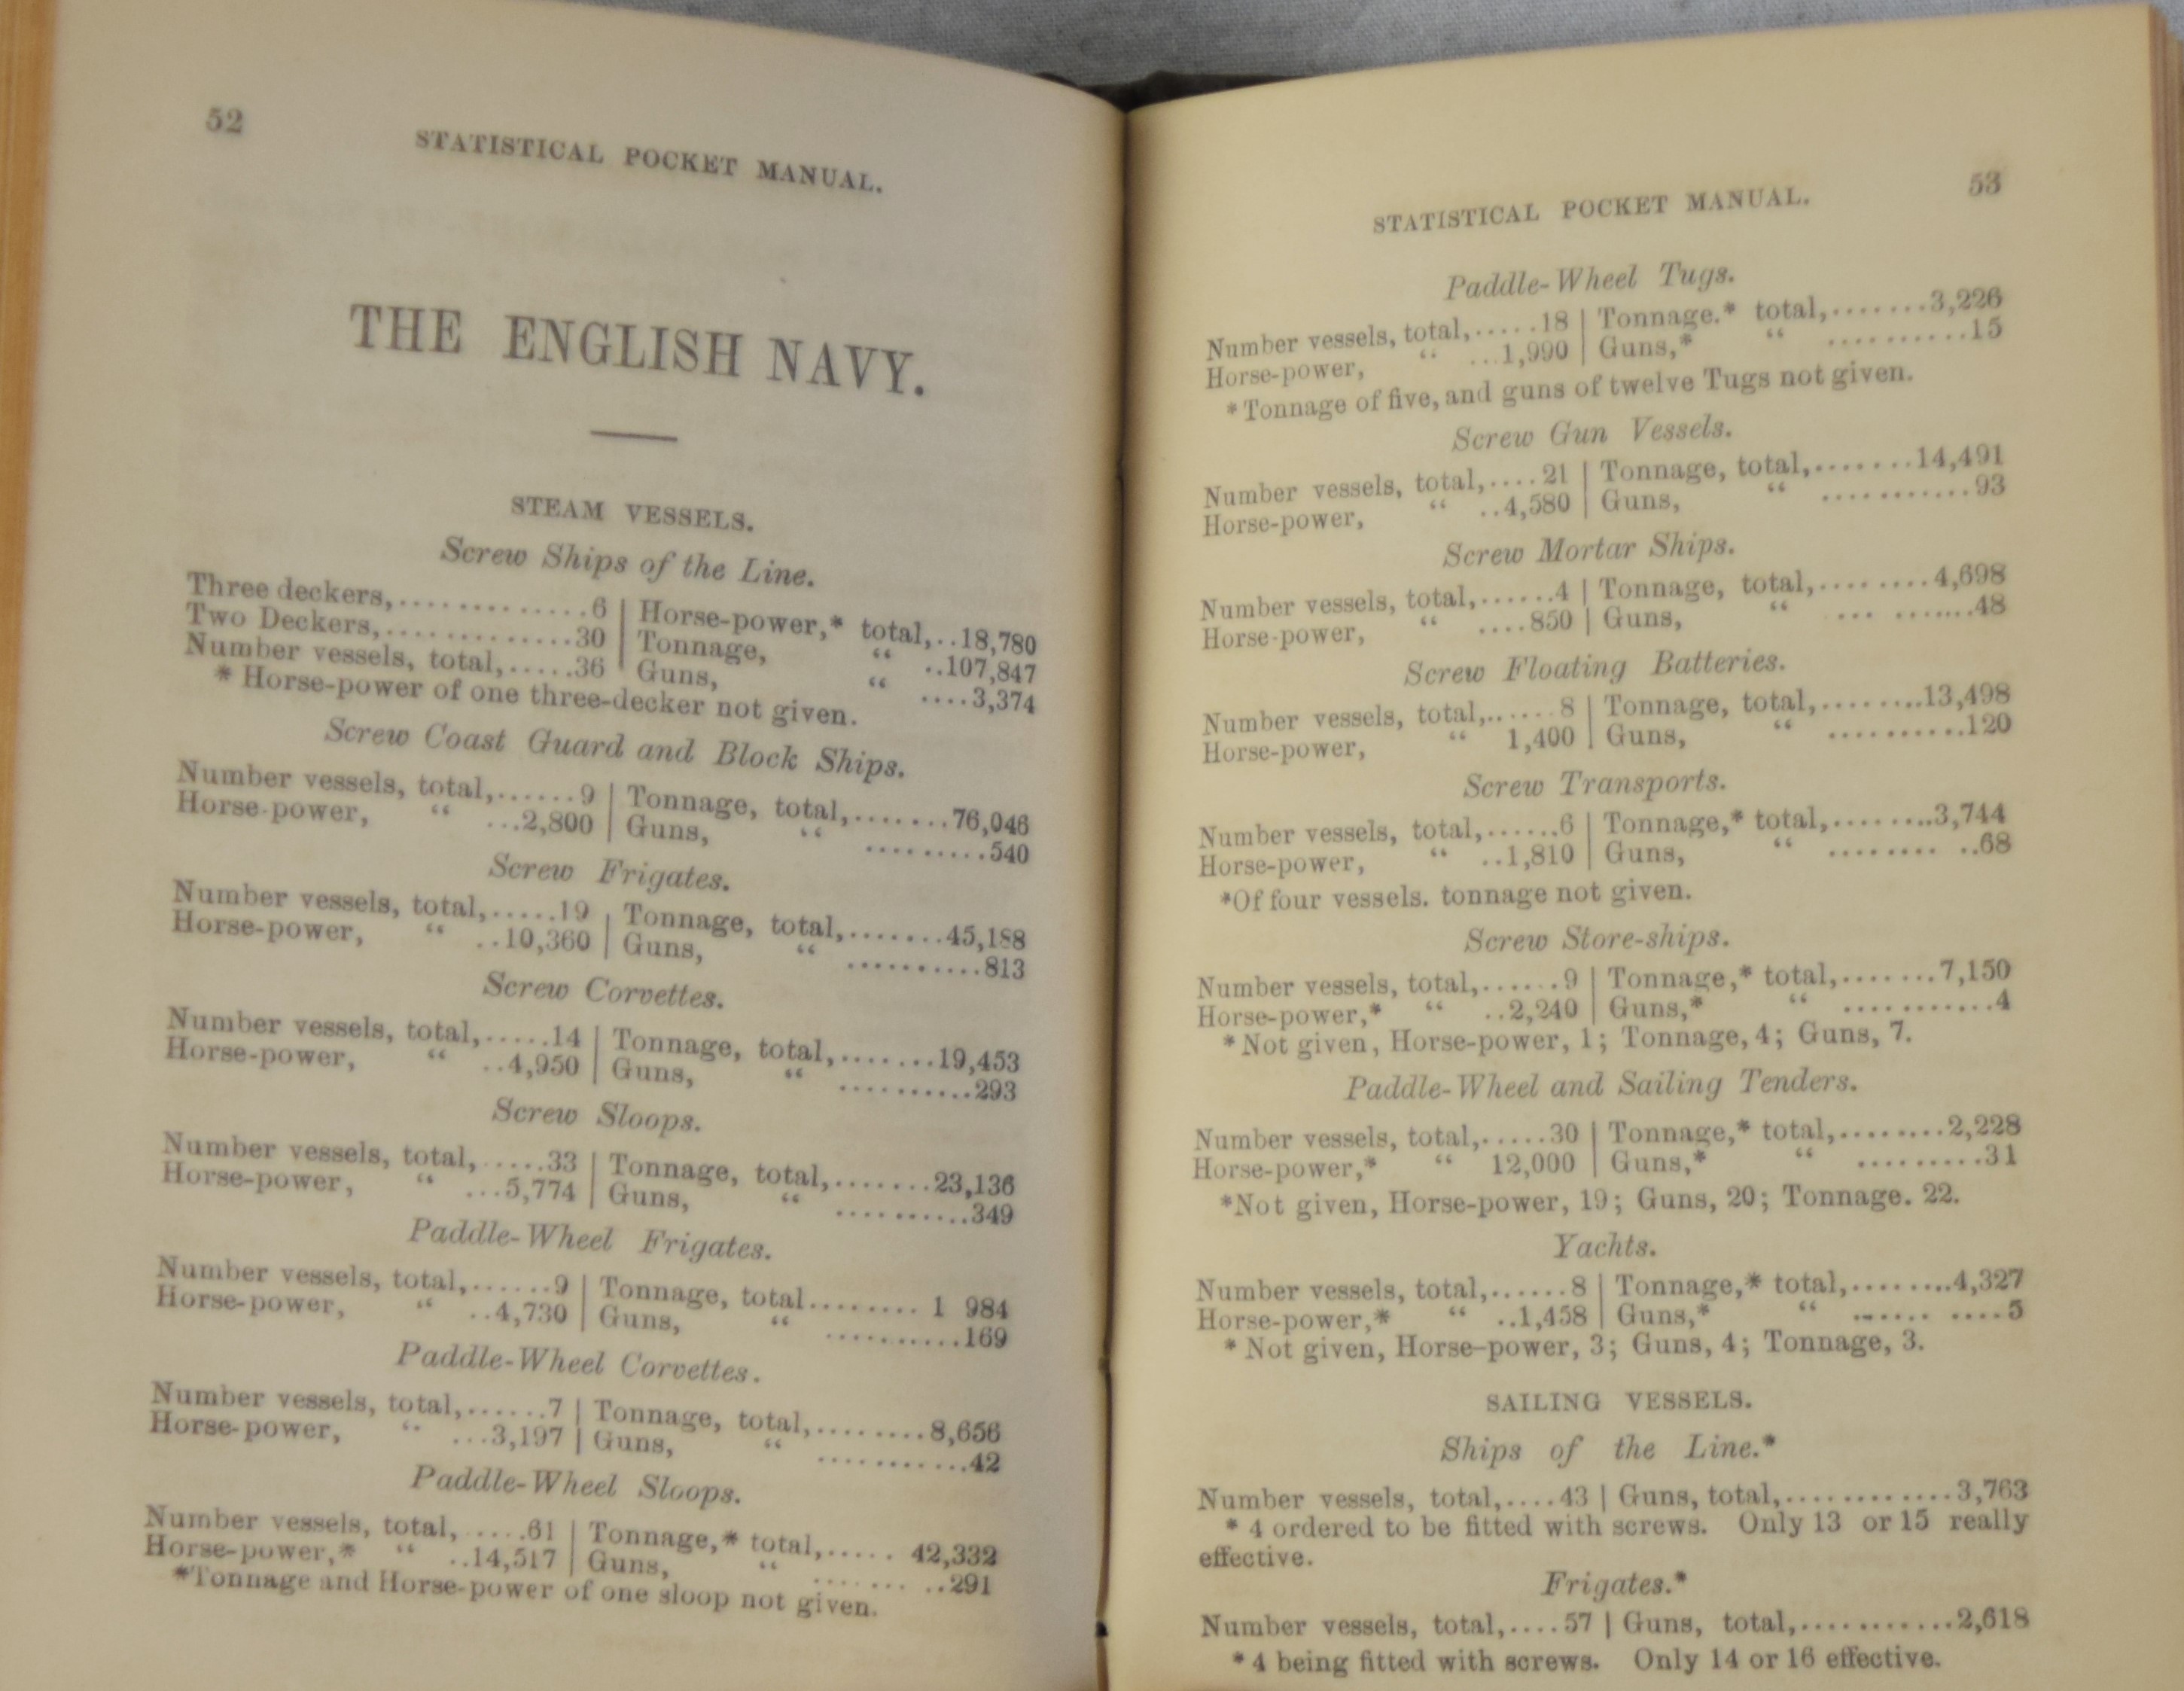 52
STATISTICAL POCKET MANUAL.
THE ENGLISH NAVY.
STEAM VESSELS.
Screw Ships of the Line.
Three deckers,..............6 | Horse-power,* total,..18,780
Two Deckers,..............30 | Tonnage, “ ..107,847
Number vessels, total,.....36 | Guns, “ ....3,374
* Horse-power of one three-decker not given.
Screw Coast Guard and Block Ships.
Number vessels, total,......9 | Tonnage, total,.......76,046
Horse-power, “ ...2,800 | Guns, “ .........540
Screw Frigates.
Number vessels, total,.....19 | Tonnage, total,.......45,188
Horse-power, “ ..10,360 | Guns, “ ..........813
Screw Corvettes.
Number vessels, total,.....14 | Tonnage, total,.......19,453
Horse-power, “ ..4,950 | Guns, “ ..........293
Screw Sloops.
Number vessels, total,.....33 | Tonnage, total,.......23,136
Horse-power, “ ...5,774 | Guns, “ ..........349
Paddle-Wheel Frigates.
Number vessels, total,......9 | Tonnage, total........ 1 984
Horse-power, “ ..4,730 | Guns, “ ..........169
Paddle-Wheel Corvettes.
Number vessels, total,......7 | Tonnage, total,........8,656
Horse-power, “ ...3,197 | Guns, “ ...........42
Paddle-Wheel Sloops.
Number vessels, total, .....61 | Tonnage,* total,..... 42,332
Horse-power,* “ ..14,517 | Guns, “ ....... ..291
*Tonnage and Horse-power of one sloop not given.
STATISTICAL POCKET MANUAL. 53
Paddle-Wheel Tugs.
Number vessels, total,.....18 | Tonnage.* total,.......3,226
Horse-power, “ ...1,990 | Guns,* “ ..........15
* Tonnage of five, and guns of twelve Tugs not given.
Screw Gun Vessels.
Number vessels, total,....21 | Tonnage, total,.......14,491
Horse-power, “ ..4,580 | Guns, “ ...........93
Screw Mortar Ships.
Number vessels, total,......4 | Tonnage, total,........4,698
Horse-power, “ ....850 | Guns, “ ... .......48
Screw Floating Batteries.
Number vessels, total,...... 8 | Tonnage, total,........13,498
Horse-power, “ 1,400 | Guns, “ ..........120
Screw Transports.
Number vessels, total,......6 | Tonnage,* total,........3,744
Horse-power, “ ..1,810 | Guns, “ ........ ..68
*Of four vessels. tonnage not given.
Screw Store-ships.
Number vessels, total,......9 | Tonnage,* total,.......7,150
Horse-power,* “ ..2,240 | Guns,* “ ...........4
* Not given, Horse-power, 1; Tonnage, 4; Guns, 7.
Paddle-Wheel and Sailing Tenders.
Number vessels, total,.....30 | Tonnage,* total,........2,228
Horse-power,* “ 12,000 | Guns,* “ .........31
*Not given, Horse-power, 19; Guns, 20; Tonnage. 22.
Yachts.
Number vessels, total,......8 | Tonnage,* total,........4,327
Horse-power,* “ ..1,458 | Guns,* “ ...... ....5
* Not given, Horse-power, 3; Guns, 4; Tonnage, 3.
SAILING VESSELS.
Ships of the Line.*
Number vessels, total,....43 | Guns, total,............3,763
* 4 ordered to be fitted with screws. Only 13 or 15 really
effective.
Frigates.*
Number vessels, total,....57 | Guns, total,...........2,618
* 4 being fitted with screws. Only 14 or 16 effective.